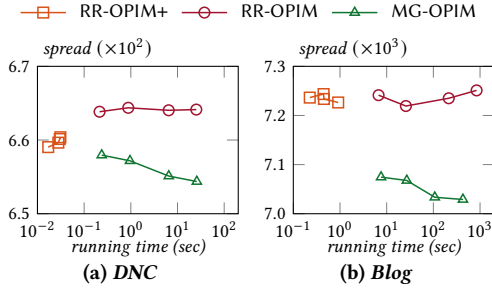 RR-OPIM+ RR-OPIM MG-OPIM
spread (×10²) spread (×10³)
6.7 7.3
7.2
6.6
7.1
6.5 7.0
10⁻² 10⁻¹ 10⁰ 10¹ 10² 10⁻¹ 10⁰ 10¹ 10² 10³
running time (sec) running time (sec)
(a) DNC (b) Blog